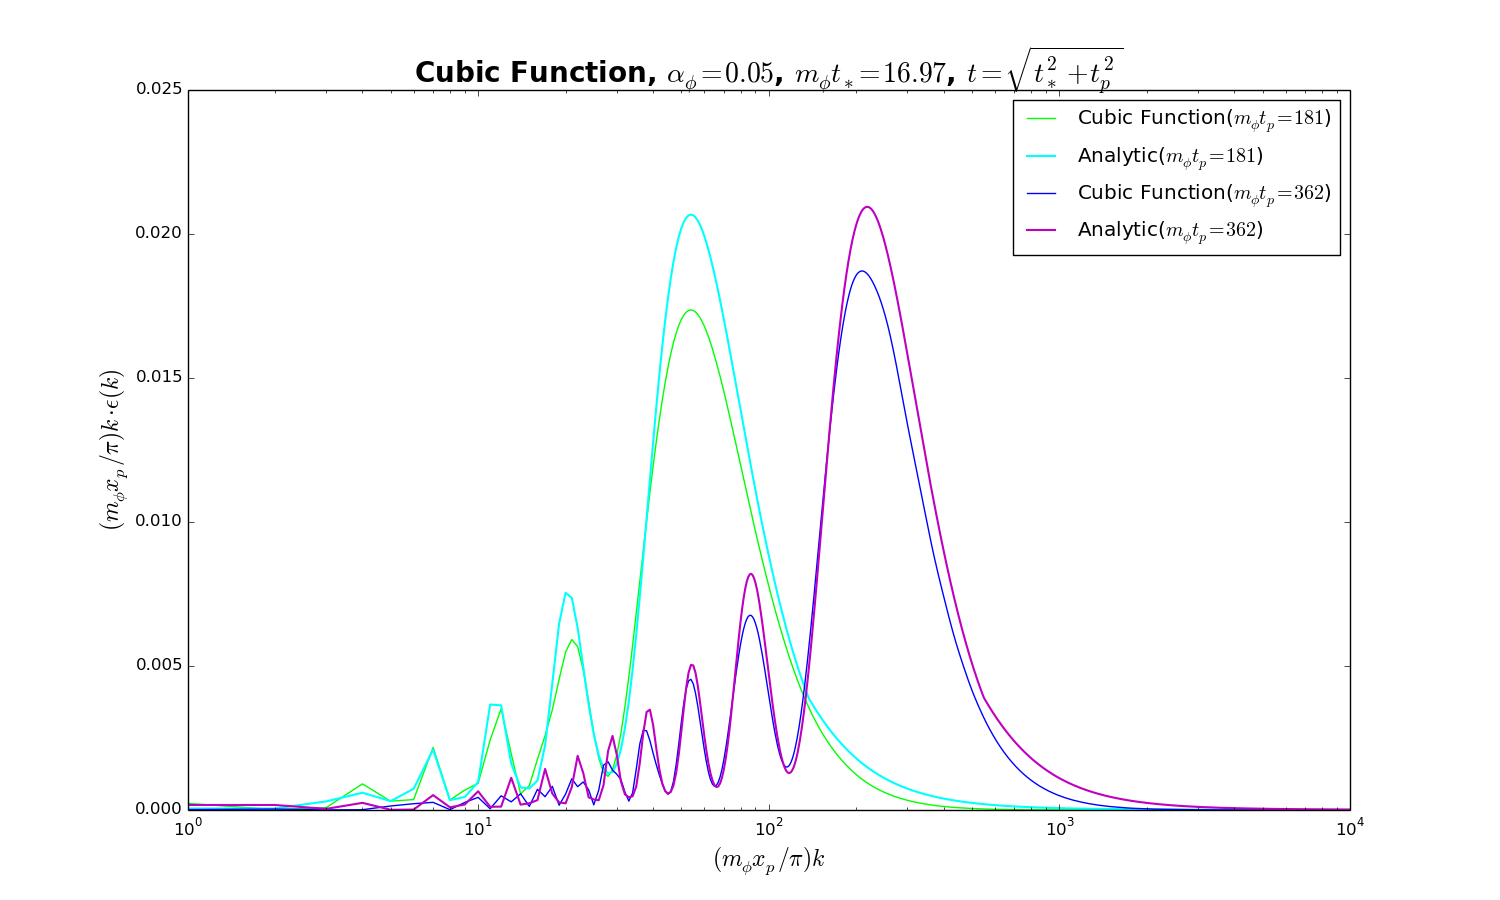 Cubic Function, α_ϕ=0.05, m_ϕt_*=16.97, t=√(t_*^2+t_p^2)
0.025
0.020
0.015
0.010
0.005
0.000
(m_ϕx_p/π)k·ϵ(k)
Cubic Function(m_ϕt_p=181)
Analytic(m_ϕt_p=181)
Cubic Function(m_ϕt_p=362)
Analytic(m_ϕt_p=362)
10^0 10^1 10^2 10^3 10^4
(m_ϕx_p/π)k